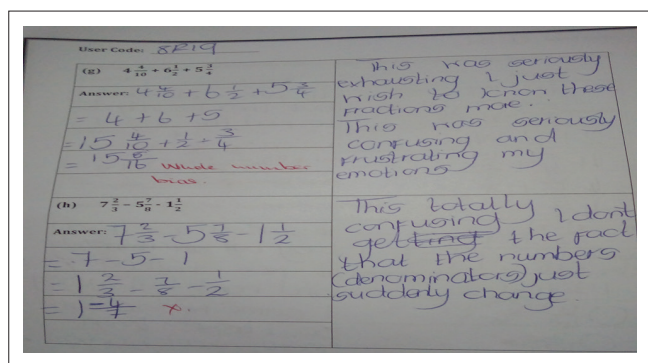 User Code: SR19
(g) 4 4/10 + 6 1/2 + 5 3/4
Answer: 4 4/10 + 6 1/2 + 5 3/4
= 4 + 6 + 5
= 15 4/10 + 1/2 + 3/4
= 15 8/16 Whole number
bias.
This was seriously
exhausting I just
wish to know these
fractions more.
This was seriously
confusing and
frustrating my
emotions
(h) 7 2/3 - 5 7/8 - 1 1/2
Answer: 7 2/3 - 5 7/8 - 1 1/2
= 7 - 5 - 1
= 1 2/3 - 7/8 - 1/2
= 1 -4/7 x.
This totally
confusing I dont
get the fact
that the numbers
(denominators) just
suddenly change